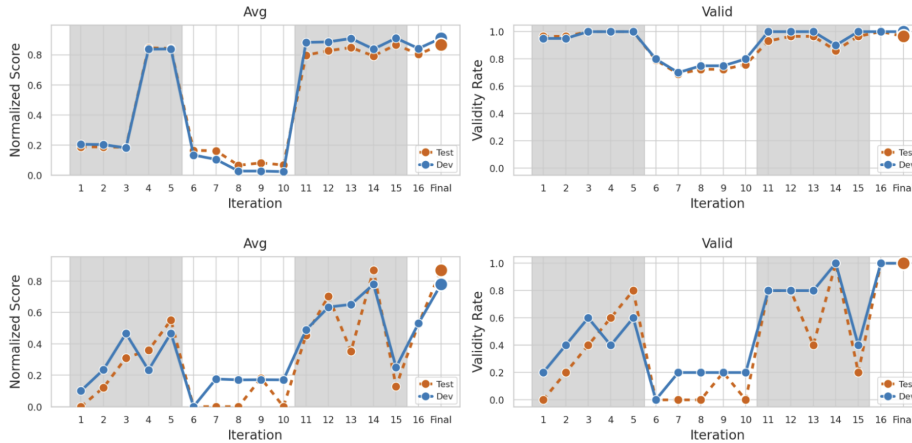 Avg
Normalized Score
0.8
0.6
0.4
0.2
0.0
1 2 3 4 5 6 7 8 9 10 11 12 13 14 15 16 Final
Iteration
Test
Dev
Valid
Validity Rate
1.0
0.8
0.6
0.4
0.2
0.0
1 2 3 4 5 6 7 8 9 10 11 12 13 14 15 16 Final
Iteration
Test
Dev
Avg
Normalized Score
0.8
0.6
0.4
0.2
0.0
1 2 3 4 5 6 7 8 9 10 11 12 13 14 15 16 Final
Iteration
Test
Dev
Valid
Validity Rate
1.0
0.8
0.6
0.4
0.2
0.0
1 2 3 4 5 6 7 8 9 10 11 12 13 14 15 16 Final
Iteration
Test
Dev